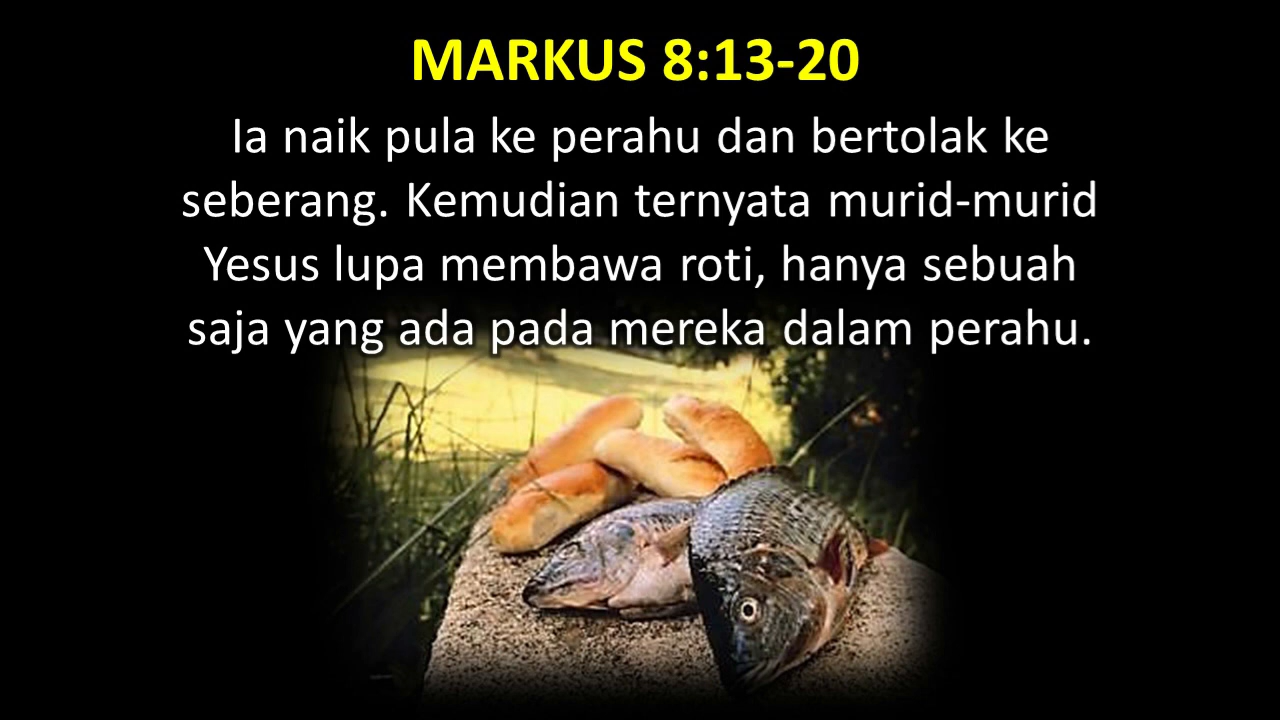 MARKUS 8:13-20
Ia naik pula ke perahu dan bertolak ke
seberang. Kemudian ternyata murid-murid
Yesus lupa membawa roti, hanya sebuah
saja yang ada pada mereka dalam perahu.